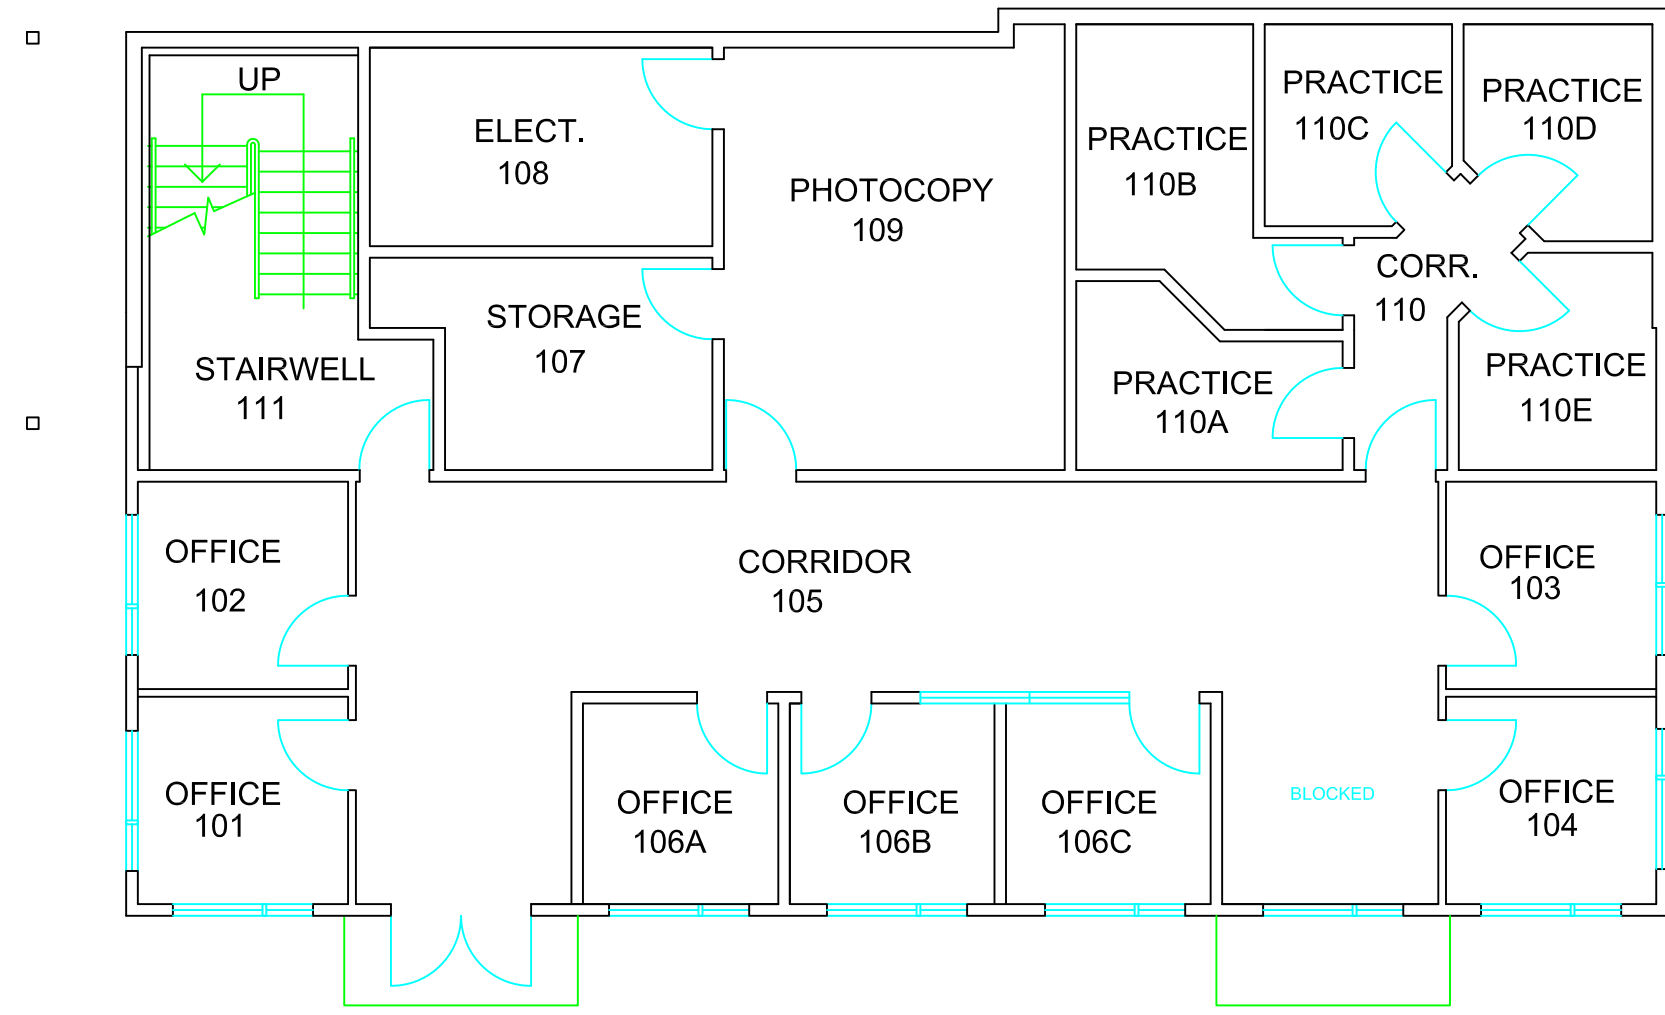 UP
ELECT.
108
PHOTOCOPY
109
PRACTICE
110B
PRACTICE
110C
PRACTICE
110D
STORAGE
107
CORR.
110
STAIRWELL
111
PRACTICE
110A
PRACTICE
110E
OFFICE
102
CORRIDOR
105
OFFICE
103
OFFICE
101
OFFICE
106A
OFFICE
106B
OFFICE
106C
BLOCKED
OFFICE
104